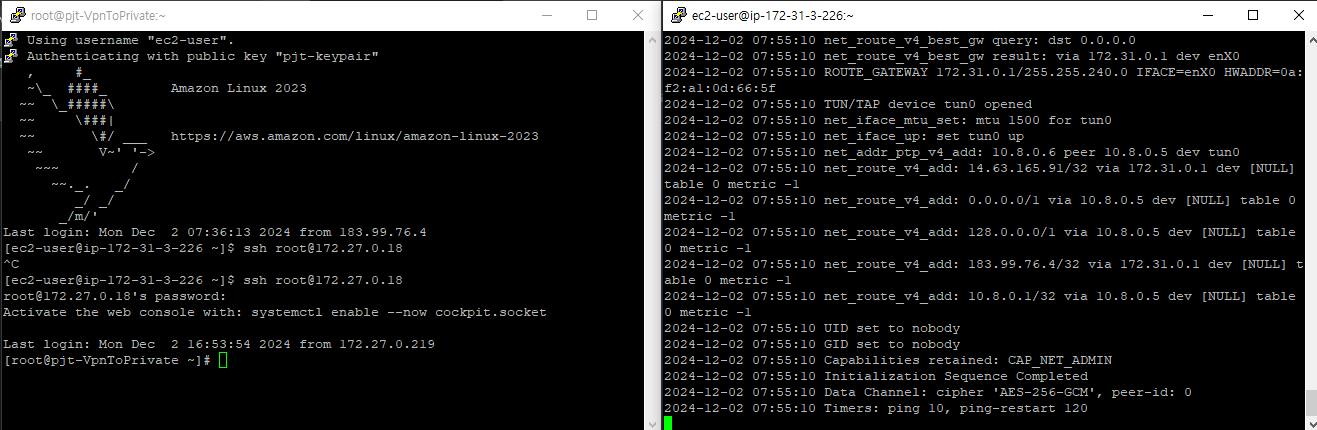 root@pjt-VpnToPrivate:~
Using username "ec2-user".
Authenticating with public key "pjt-keypair"
   ,     #_
   ~\_  ####_        Amazon Linux 2023
  ~~  \_#####\
  ~~     \###|
  ~~       \#/ ___   https://aws.amazon.com/linux/amazon-linux-2023
   ~~       V~' '->
    ~~~         /
      ~~._.   _/
         _/ _/
       _/m/'
Last login: Mon Dec  2 07:36:13 2024 from 183.99.76.4
[ec2-user@ip-172-31-3-226 ~]$ ssh root@172.27.0.18
^C
[ec2-user@ip-172-31-3-226 ~]$ ssh root@172.27.0.18
root@172.27.0.18's password:
Activate the web console with: systemctl enable --now cockpit.socket
Last login: Mon Dec  2 16:53:54 2024 from 172.27.0.219
[root@pjt-VpnToPrivate ~]#
ec2-user@ip-172-31-3-226:~
2024-12-02 07:55:10 net_route_v4_best_gw query: dst 0.0.0.0
2024-12-02 07:55:10 net_route_v4_best_gw result: via 172.31.0.1 dev enX0
2024-12-02 07:55:10 ROUTE_GATEWAY 172.31.0.1/255.255.240.0 IFACE=enX0 HWADDR=0a:
f2:a1:0d:66:5f
2024-12-02 07:55:10 TUN/TAP device tun0 opened
2024-12-02 07:55:10 net_iface_mtu_set: mtu 1500 for tun0
2024-12-02 07:55:10 net_iface_up: set tun0 up
2024-12-02 07:55:10 net_addr_ptp_v4_add: 10.8.0.6 peer 10.8.0.5 dev tun0
2024-12-02 07:55:10 net_route_v4_add: 14.63.165.91/32 via 172.31.0.1 dev [NULL]
table 0 metric -1
2024-12-02 07:55:10 net_route_v4_add: 0.0.0.0/1 via 10.8.0.5 dev [NULL] table 0
metric -1
2024-12-02 07:55:10 net_route_v4_add: 128.0.0.0/1 via 10.8.0.5 dev [NULL] table
0 metric -1
2024-12-02 07:55:10 net_route_v4_add: 183.99.76.4/32 via 172.31.0.1 dev [NULL] t
able 0 metric -1
2024-12-02 07:55:10 net_route_v4_add: 10.8.0.1/32 via 10.8.0.5 dev [NULL] table
0 metric -1
2024-12-02 07:55:10 UID set to nobody
2024-12-02 07:55:10 GID set to nobody
2024-12-02 07:55:10 Capabilities retained: CAP_NET_ADMIN
2024-12-02 07:55:10 Initialization Sequence Completed
2024-12-02 07:55:10 Data Channel: cipher 'AES-256-GCM', peer-id: 0
2024-12-02 07:55:10 Timers: ping 10, ping-restart 120